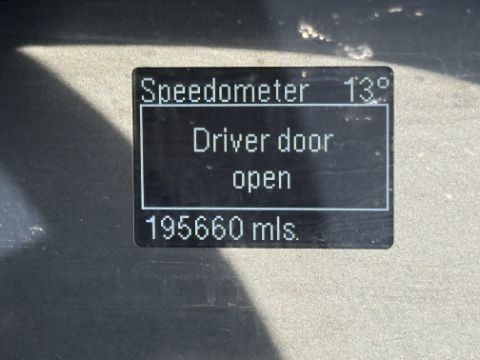 Speedometer 13°
Driver door
open
195660 mls.